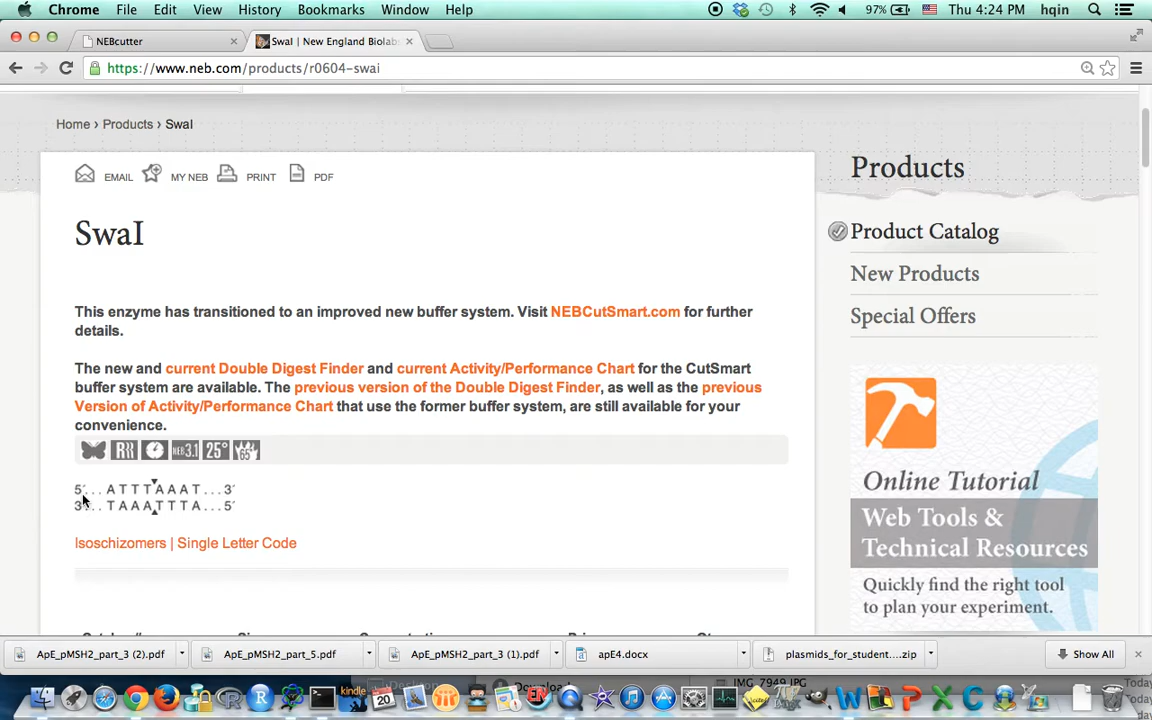 Chrome File Edit View History Bookmarks Window Help 97% Thu 4:24 PM hqin
NEBcutter SwaI | New England Biolabs
https://www.neb.com/products/r0604-swai
Home › Products › SwaI
EMAIL MY NEB PRINT PDF
SwaI
This enzyme has transitioned to an improved new buffer system. Visit NEBCutSmart.com for further
details.
The new and current Double Digest Finder and current Activity/Performance Chart for the CutSmart
buffer system are available. The previous version of the Double Digest Finder, as well as the previous
Version of Activity/Performance Chart that use the former buffer system, are still available for your
convenience.
R NEB3.1 25° 65°
5´...ATTTAAAT...3´
3´...TAAATTTA...5´
Isoschizomers | Single Letter Code
Products
Product Catalog
New Products
Special Offers
Online Tutorial
Web Tools &
Technical Resources
Quickly find the right tool
to plan your experiment.
ApE_pMSH2_part_3 (2).pdf ApE_pMSH2_part_5.pdf ApE_pMSH2_part_3 (1).pdf apE4.docx plasmids_for_student....zip Show All
IMG_7949.JPG